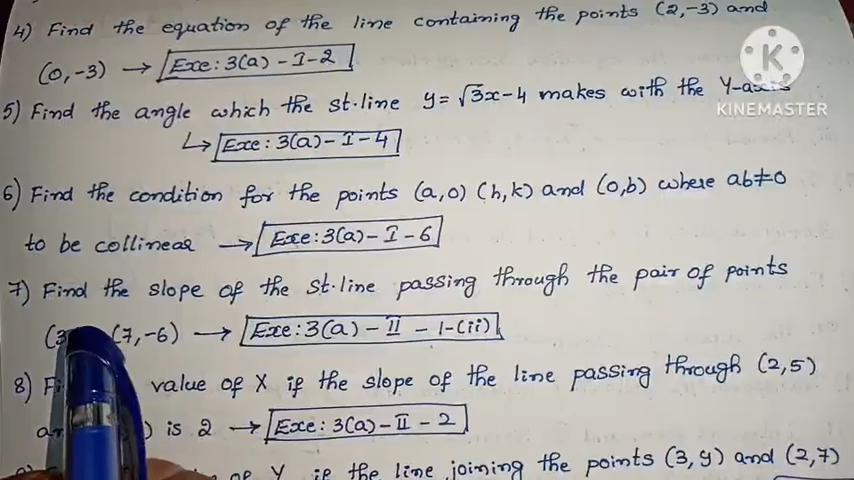 4) Find the equation of the line containing the points (2,-3) and
(0,-3) → Exe: 3(a) - I - 2
K
KINEMASTER
5) Find the angle which the st.line y = √3x - 4 makes with the Y-axis
↳ Exe: 3(a) - I - 4
6) Find the condition for the points (a,0) (h,k) and (0,b) where ab≠0
to be collinear → Exe: 3(a) - I - 6
7) Find the slope of the st.line passing through the pair of points
(3 (7,-6) → Exe: 3(a) - II - 1-(ii)
8) value of X if the slope of the line passing through (2,5)
) is 2 → Exe: 3(a) - II - 2
of Y if the line joining the points (3,y) and (2,7)